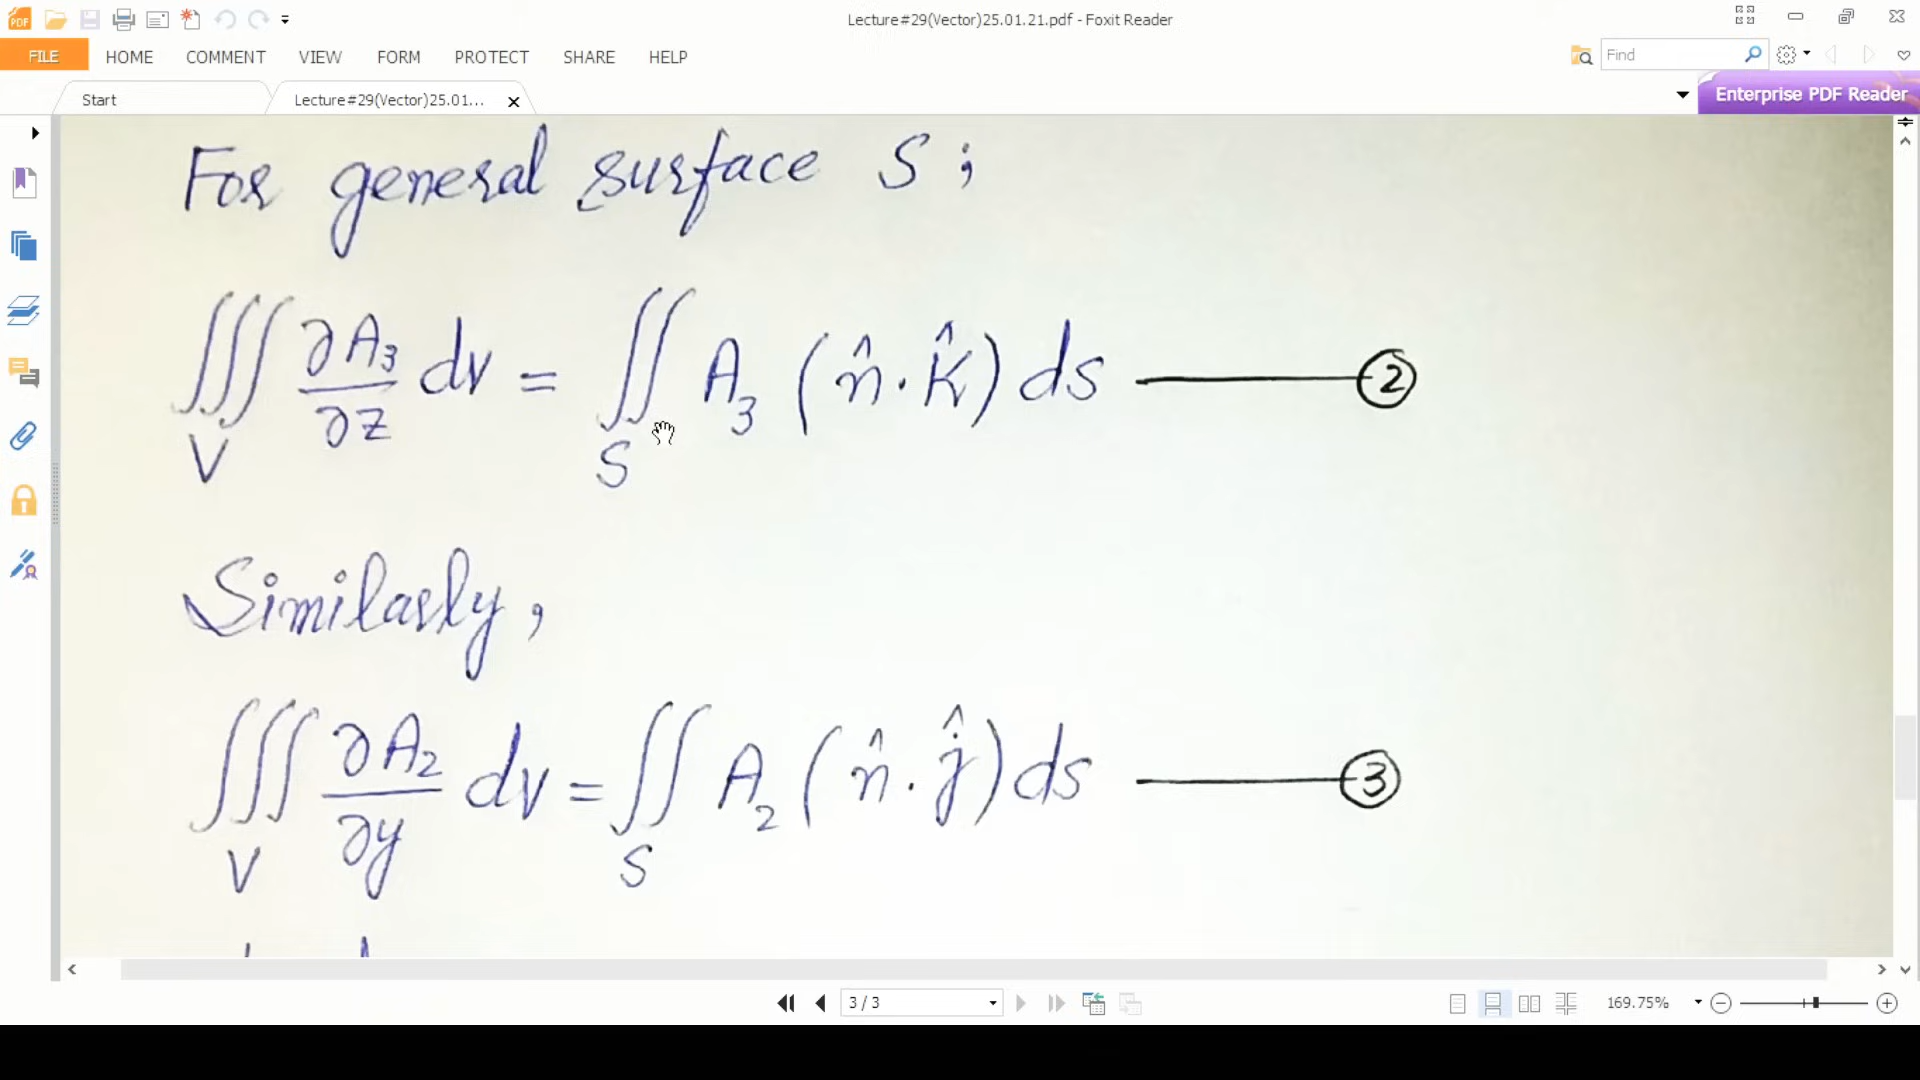 Lecture#29(Vector)25.01.21.pdf - Foxit Reader
FILE HOME COMMENT VIEW FORM PROTECT SHARE HELP
Find
Start
Lecture#29(Vector)25.01...
Enterprise PDF Reader
For general surface S ;
∭_V ∂A₃/∂z dv = ∬_S A₃ (n̂ . k̂) ds ——— ②
Similarly,
∭_V ∂A₂/∂y dv = ∬_S A₂ (n̂ . ĵ) ds ——— ③
3 / 3
169.75%